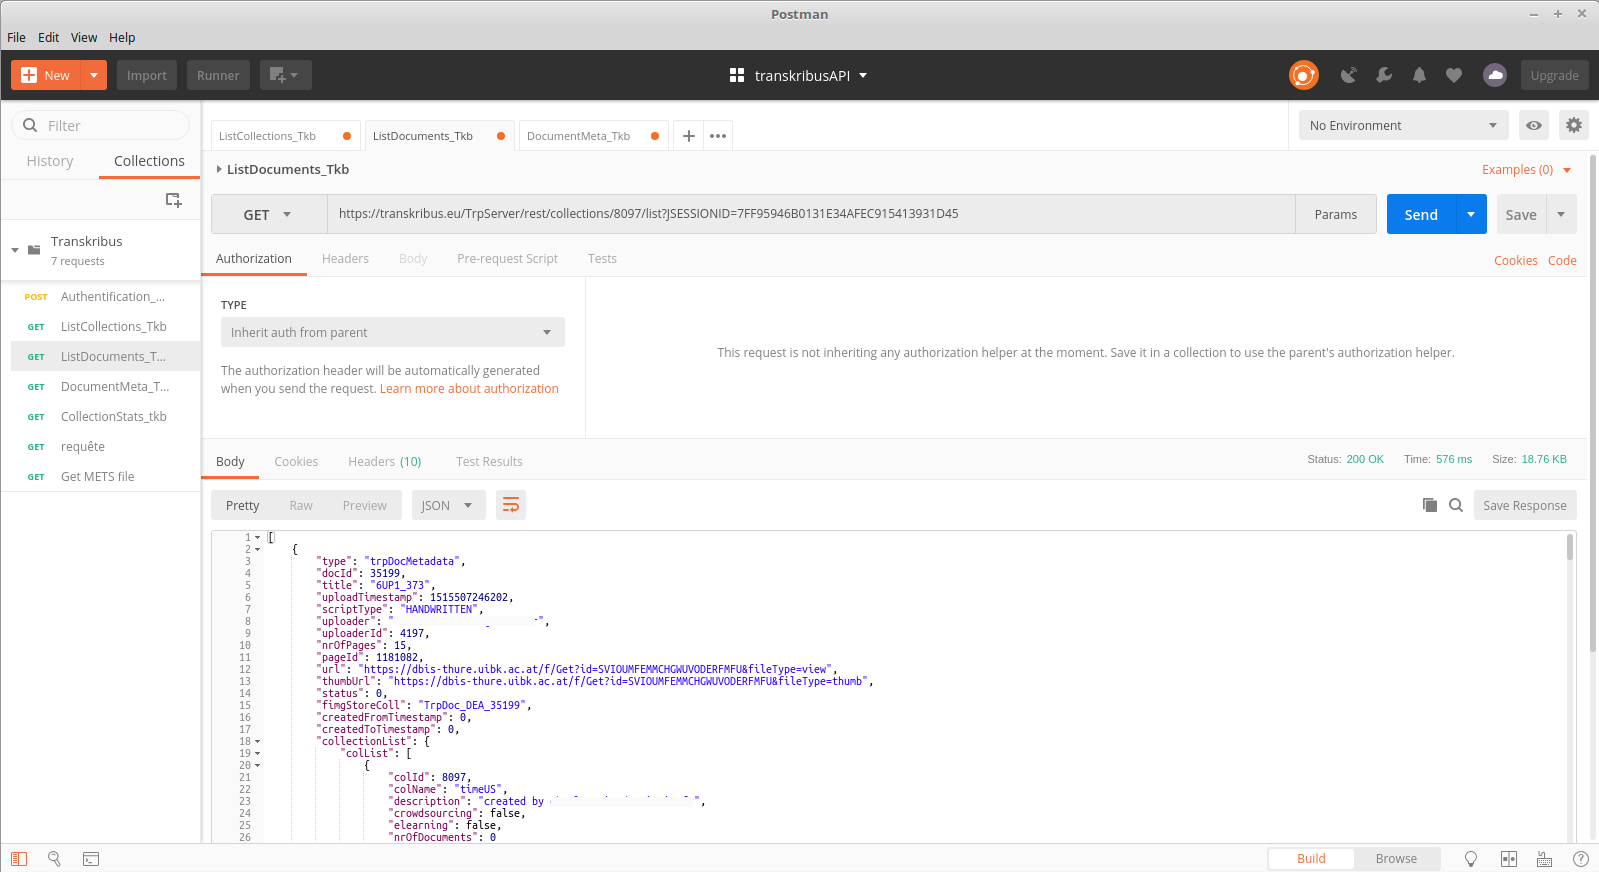 Postman
File Edit View Help
New Import Runner transkribusAPI Upgrade
Filter
History Collections
Transkribus
7 requests
POST Authentification_...
GET ListCollections_Tkb
GET ListDocuments_T...
GET DocumentMeta_T...
GET CollectionStats_tkb
GET requête
GET Get METS file
ListCollections_Tkb ListDocuments_Tkb DocumentMeta_Tkb No Environment
ListDocuments_Tkb Examples (0)
GET https://transkribus.eu/TrpServer/rest/collections/8097/list?JSESSIONID=7FF95946B0131E34AFEC915413931D45 Params Send Save
Authorization Headers Body Pre-request Script Tests Cookies Code
TYPE
Inherit auth from parent
The authorization header will be automatically generated
when you send the request. Learn more about authorization
This request is not inheriting any authorization helper at the moment. Save it in a collection to use the parent's authorization helper.
Body Cookies Headers (10) Test Results Status: 200 OK Time: 576 ms Size: 18.76 KB
Pretty Raw Preview JSON Save Response
1 [
2 {
3 "type": "trpDocMetadata",
4 "docId": 35199,
5 "title": "6UP1_373",
6 "uploadTimestamp": 1515507246202,
7 "scriptType": "HANDWRITTEN",
8 "uploader": " ",
9 "uploaderId": 4197,
10 "nrOfPages": 15,
11 "pageId": 1181082,
12 "url": "https://dbis-thure.uibk.ac.at/f/Get?id=SVIOUMFEMMCHGWUVODERFMFU&fileType=view",
13 "thumbUrl": "https://dbis-thure.uibk.ac.at/f/Get?id=SVIOUMFEMMCHGWUVODERFMFU&fileType=thumb",
14 "status": 0,
15 "fimgStoreColl": "TrpDoc_DEA_35199",
16 "createdFromTimestamp": 0,
17 "createdToTimestamp": 0,
18 "collectionList": {
19 "colList": [
20 {
21 "colId": 8097,
22 "colName": "timeUS",
23 "description": "created by ",
24 "crowdsourcing": false,
25 "elearning": false,
26 "nrOfDocuments": 0
Build Browse